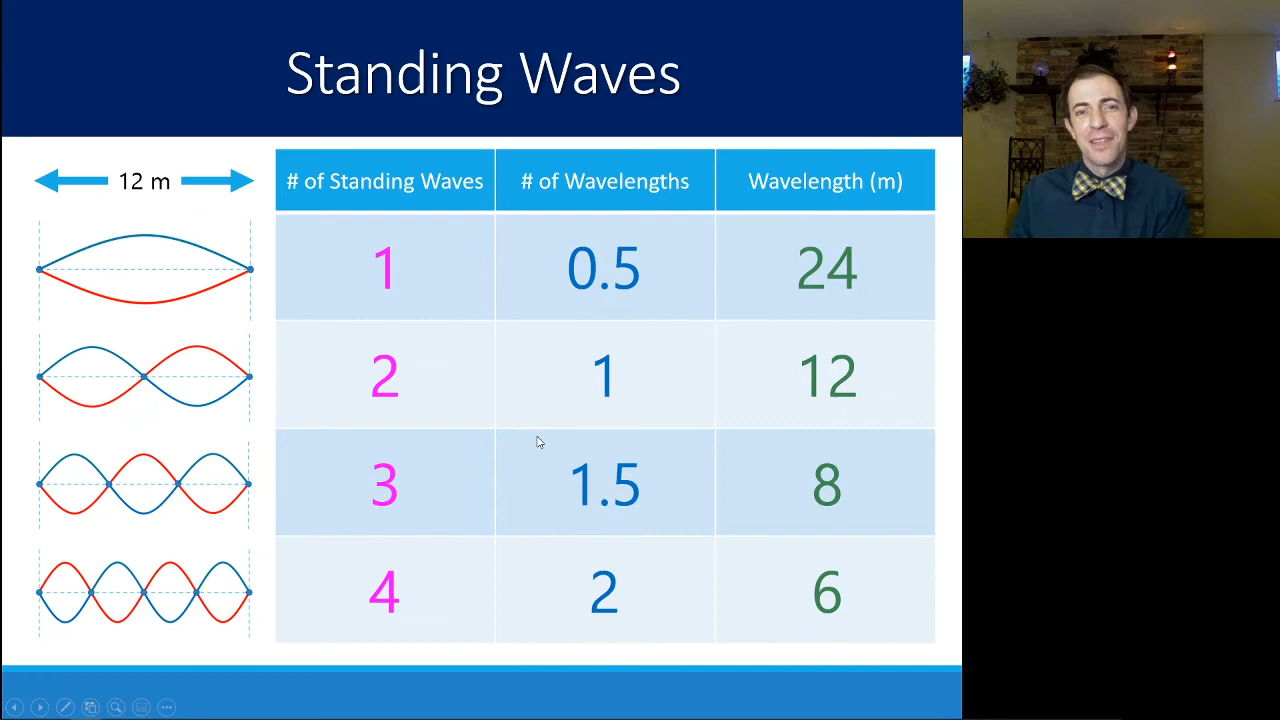 Standing Waves
12 m
# of Standing Waves # of Wavelengths Wavelength (m)
1 0.5 24
2 1 12
3 1.5 8
4 2 6